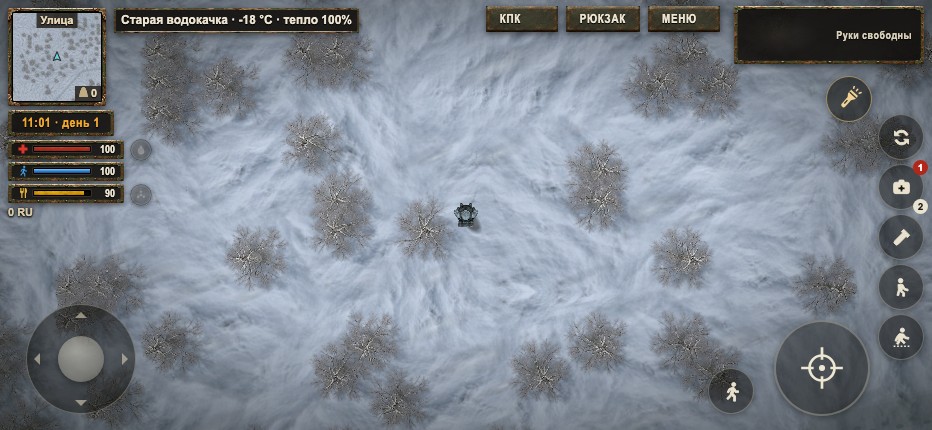 Улица
Старая водокачка · -18 °C · тепло 100%
КПК
РЮКЗАК
МЕНЮ
Руки свободны
0
11:01 · день 1
100
100
90
0 RU
1
2